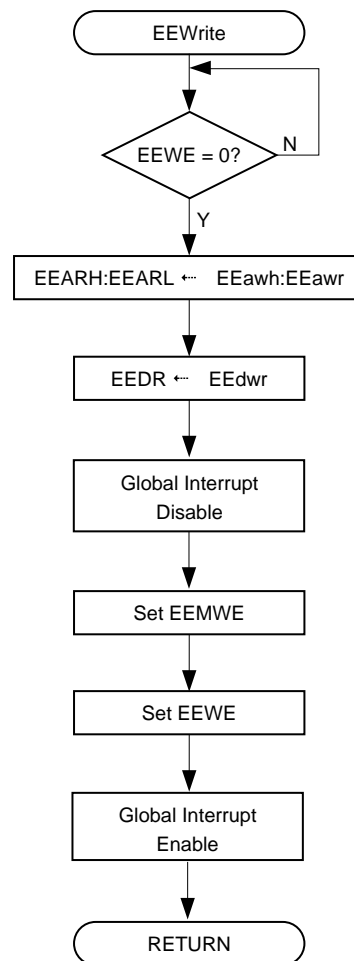 EEWrite
EEWE = 0?
N
Y
EEARH:EEARL ⇠ EEawh:EEawr
EEDR ⇠ EEdwr
Global Interrupt
Disable
Set EEMWE
Set EEWE
Global Interrupt
Enable
RETURN